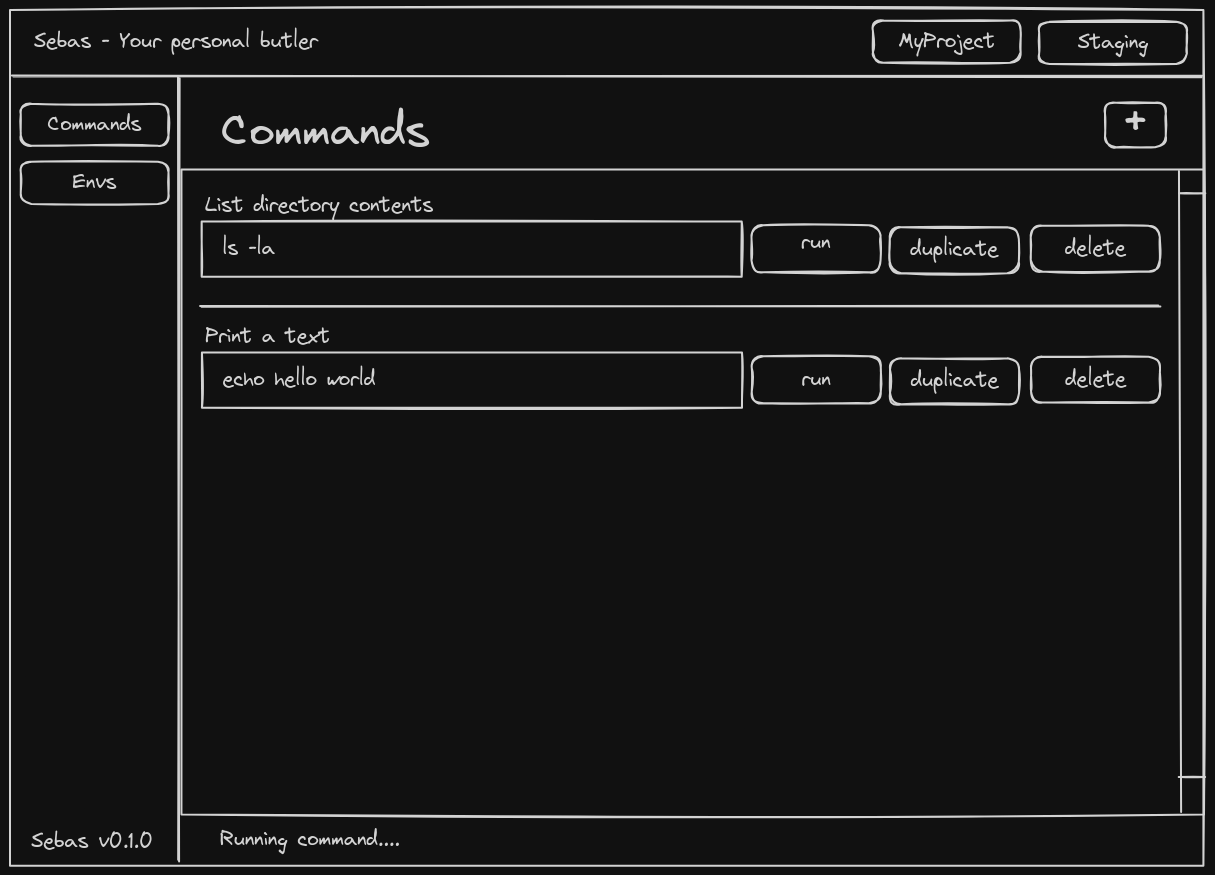 Sebas - Your personal butler
MyProject
Staging
Commands
Envs
Commands
+
List directory contents
ls -la
run
duplicate
delete
Print a text
echo hello world
run
duplicate
delete
Sebas v0.1.0
Running command....